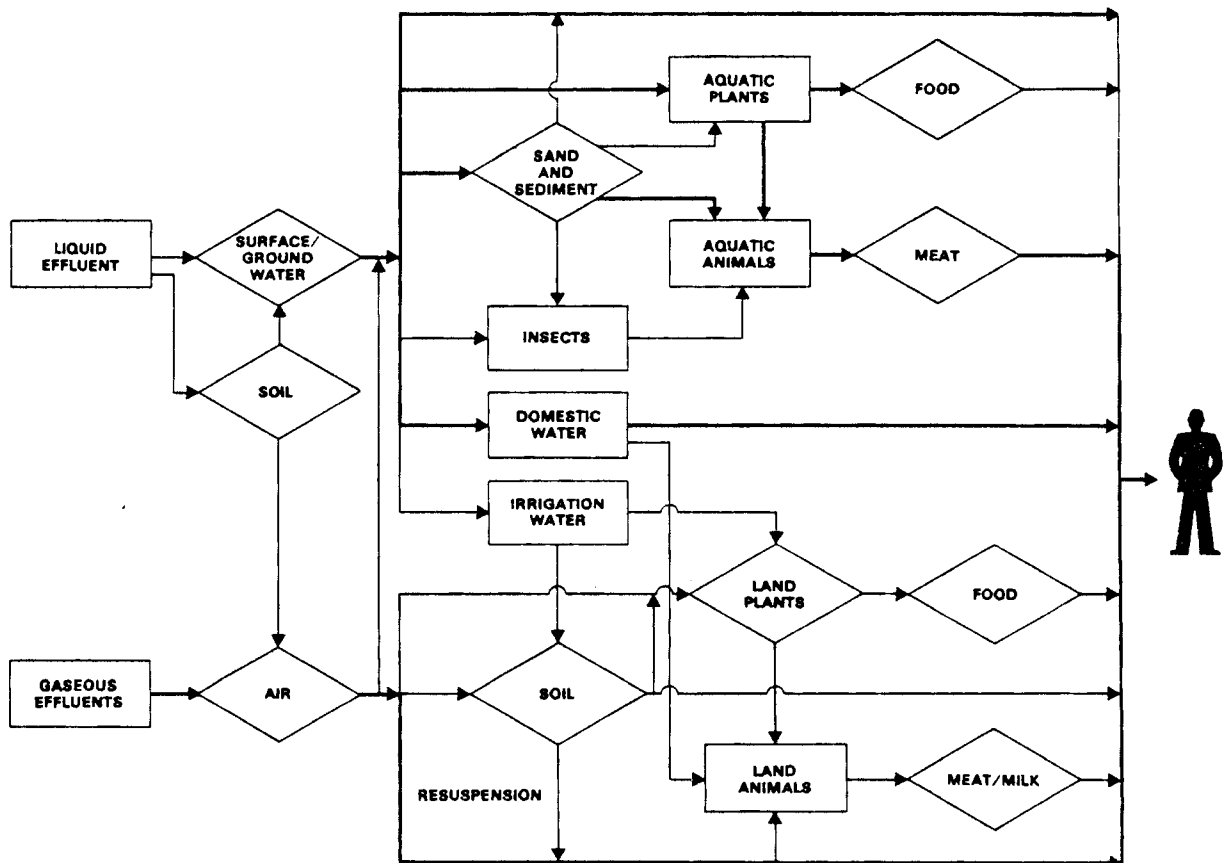 AQUATIC
PLANTS
FOOD
SAND
AND
SEDIMENT
LIQUID
EFFLUENT
SURFACE/
GROUND
WATER
AQUATIC
ANIMALS
MEAT
INSECTS
SOIL
DOMESTIC
WATER
IRRIGATION
WATER
LAND
PLANTS
FOOD
GASEOUS
EFFLUENTS
AIR
SOIL
RESUSPENSION
LAND
ANIMALS
MEAT/MILK